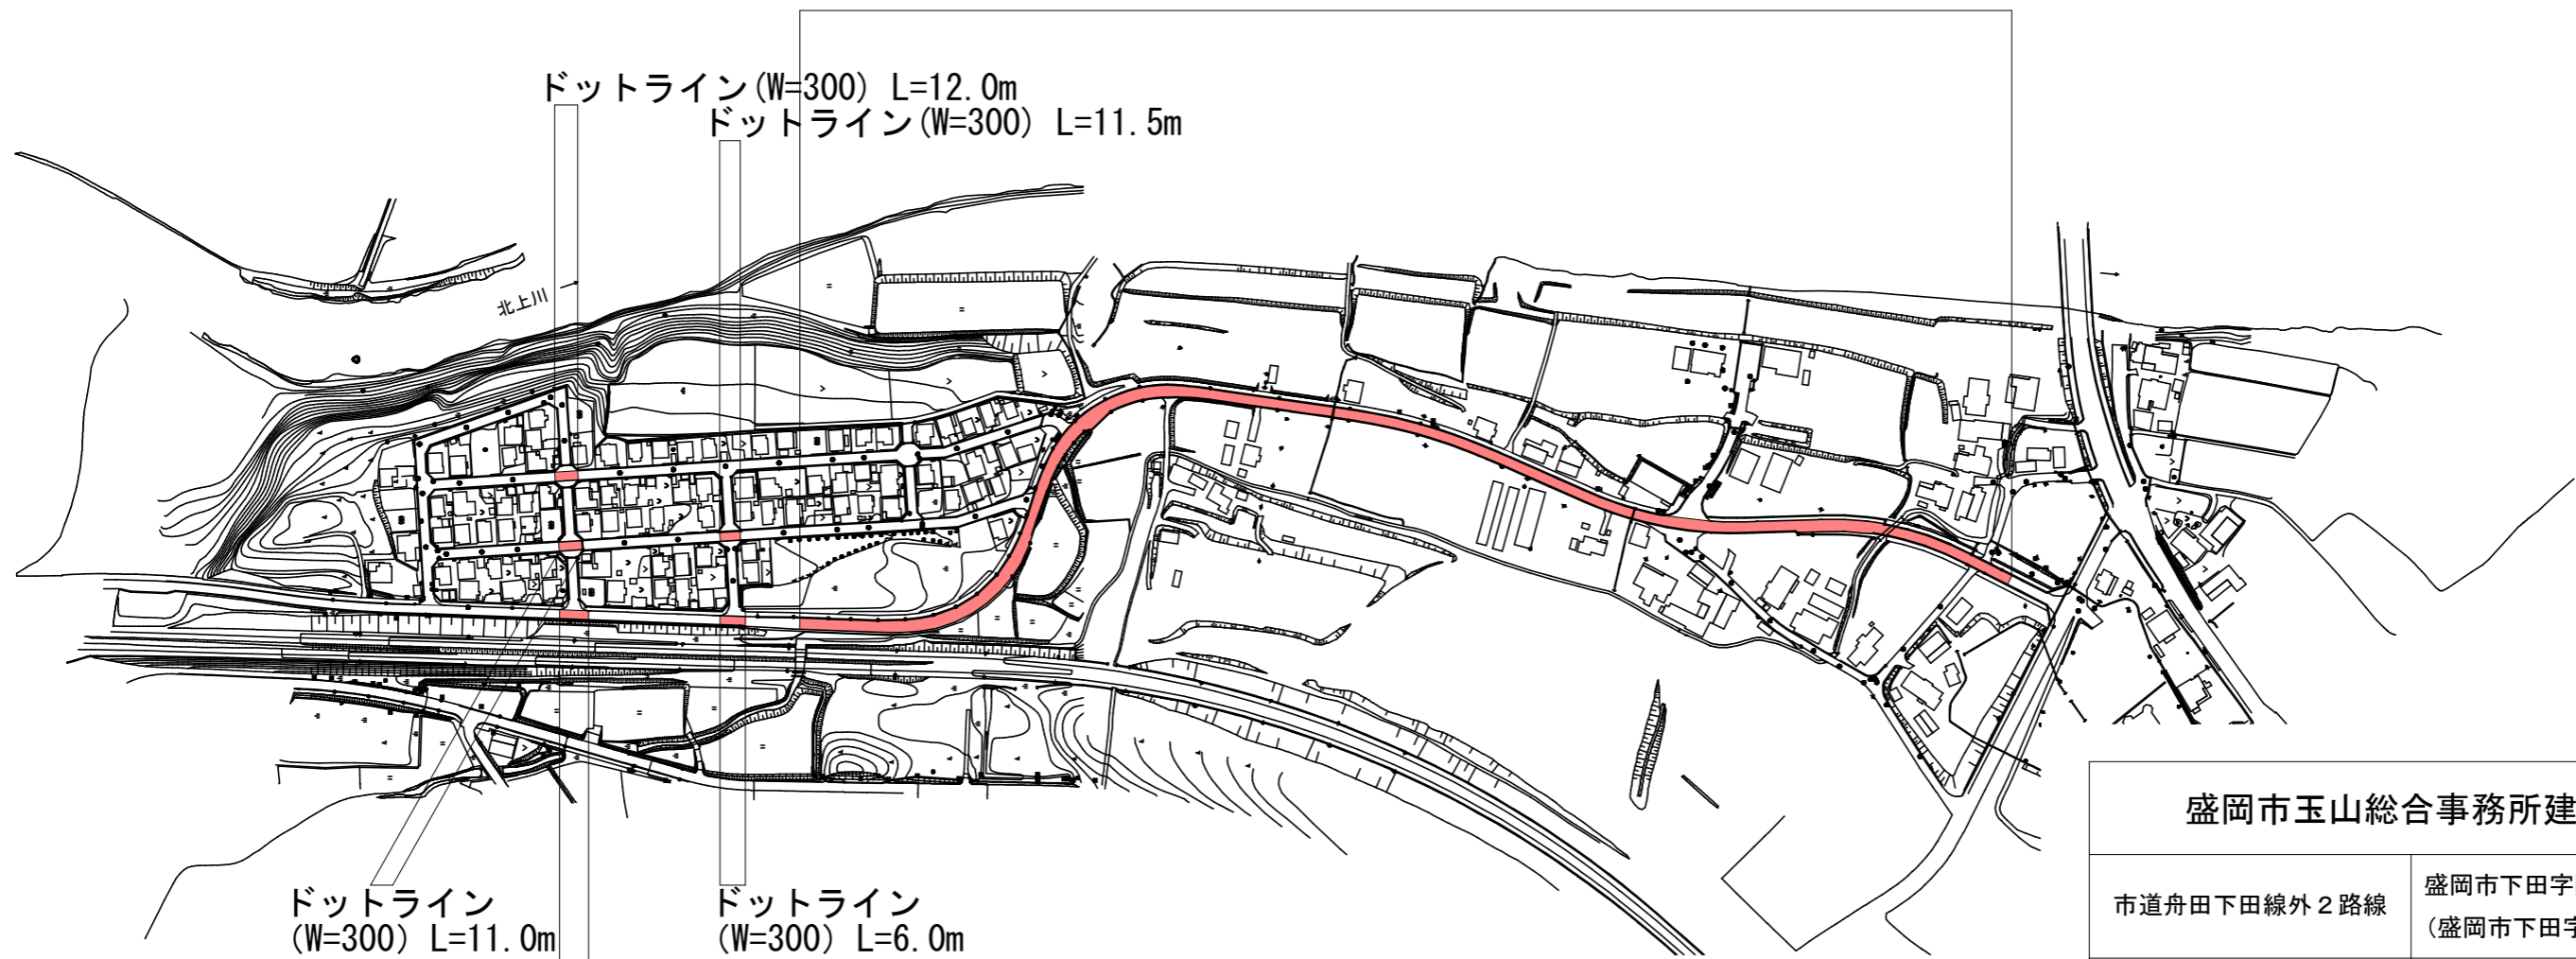 ドットライン(W=300) L=12.0m
ドットライン(W=300) L=11.5m
北上川
ドットライン
(W=300) L=11.0m
ドットライン
(W=300) L=6.0m
盛岡市玉山総合事務所建
市道舟田下田線外２路線
盛岡市下田字
(盛岡市下田字